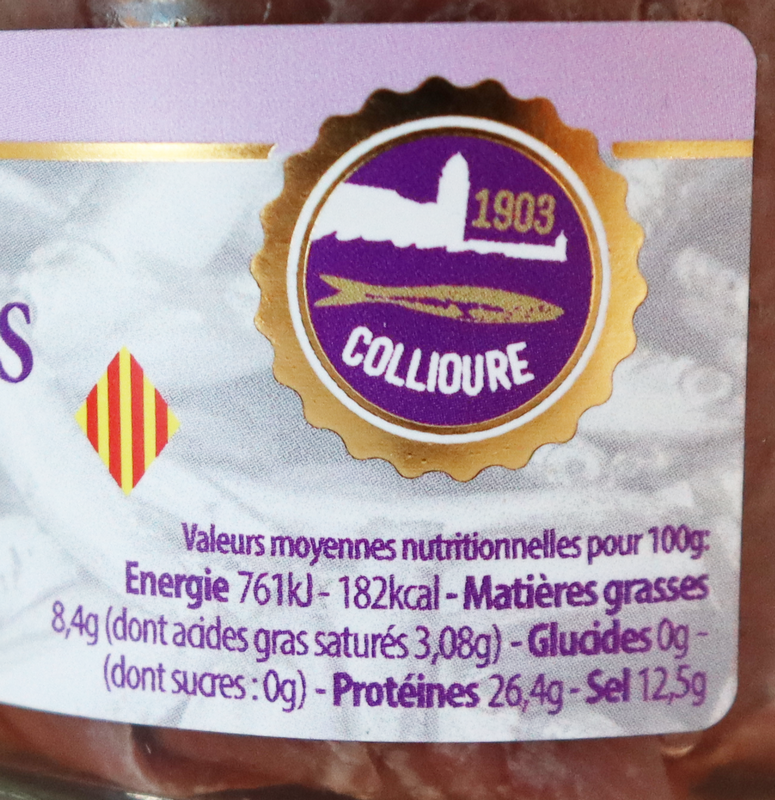 1903
COLLIOURE
S
Valeurs moyennes nutritionnelles pour 100g:
Energie 761kJ - 182kcal - Matières grasses
8,4g (dont acides gras saturés 3,08g) - Glucides 0g -
(dont sucres : 0g) - Protéines 26,4g - Sel 12,5g